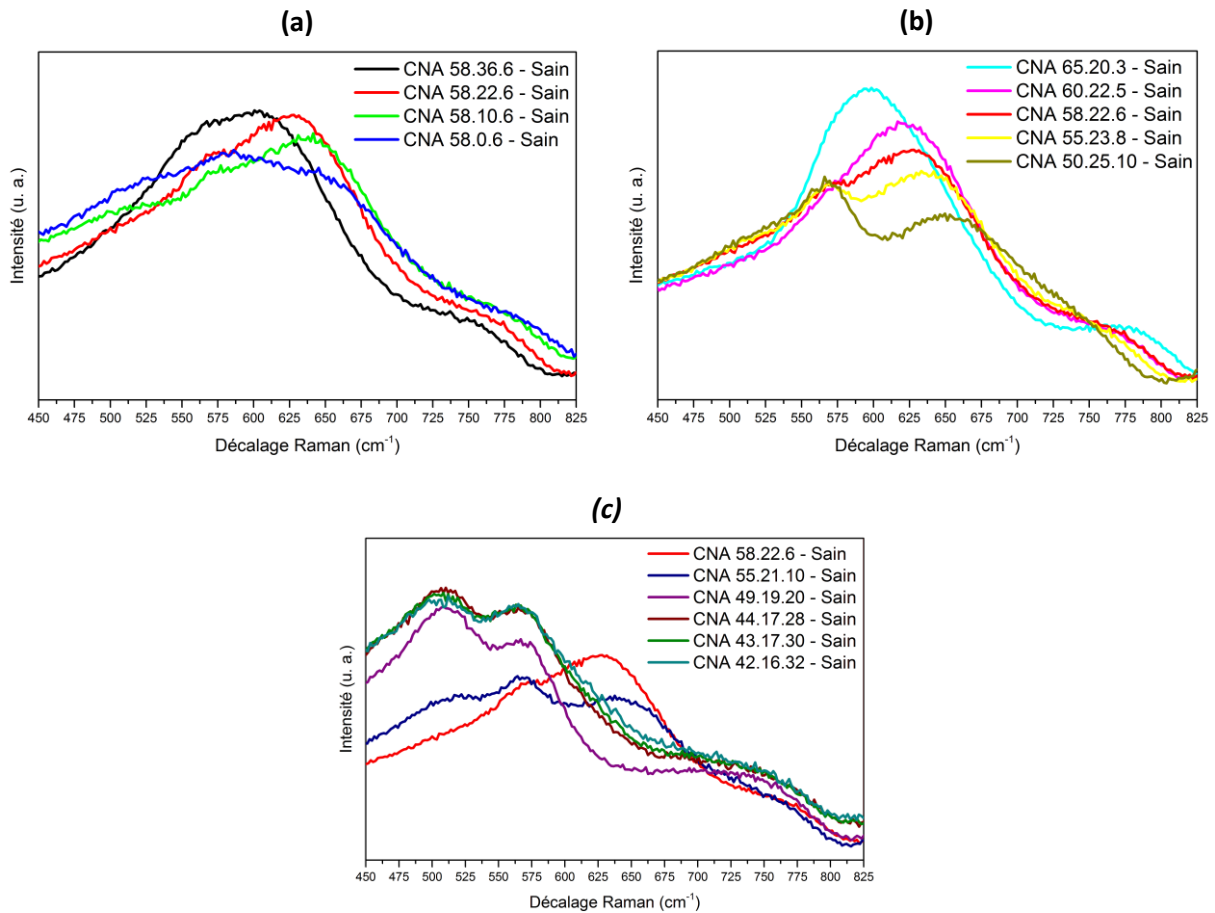 (a)
CNA 58.36.6 - Sain
CNA 58.22.6 - Sain
CNA 58.10.6 - Sain
CNA 58.0.6 - Sain
Intensité (u. a.)
450 475 500 525 550 575 600 625 650 675 700 725 750 775 800 825
Décalage Raman (cm⁻¹)
(b)
CNA 65.20.3 - Sain
CNA 60.22.5 - Sain
CNA 58.22.6 - Sain
CNA 55.23.8 - Sain
CNA 50.25.10 - Sain
Intensité (u. a.)
450 475 500 525 550 575 600 625 650 675 700 725 750 775 800 825
Décalage Raman (cm⁻¹)
(c)
CNA 58.22.6 - Sain
CNA 55.21.10 - Sain
CNA 49.19.20 - Sain
CNA 44.17.28 - Sain
CNA 43.17.30 - Sain
CNA 42.16.32 - Sain
Intensité (u. a.)
450 475 500 525 550 575 600 625 650 675 700 725 750 775 800 825
Décalage Raman (cm⁻¹)